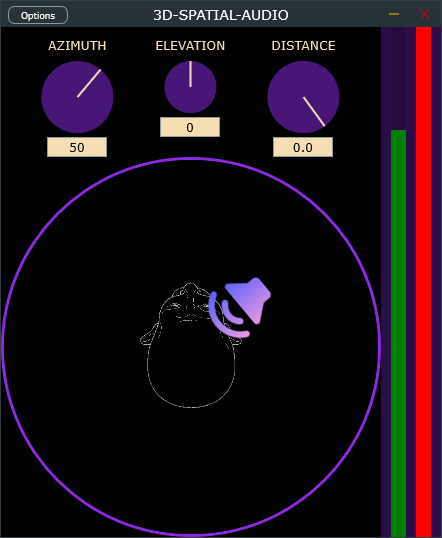 Options
3D-SPATIAL-AUDIO
AZIMUTH
ELEVATION
DISTANCE
50
0
0.0